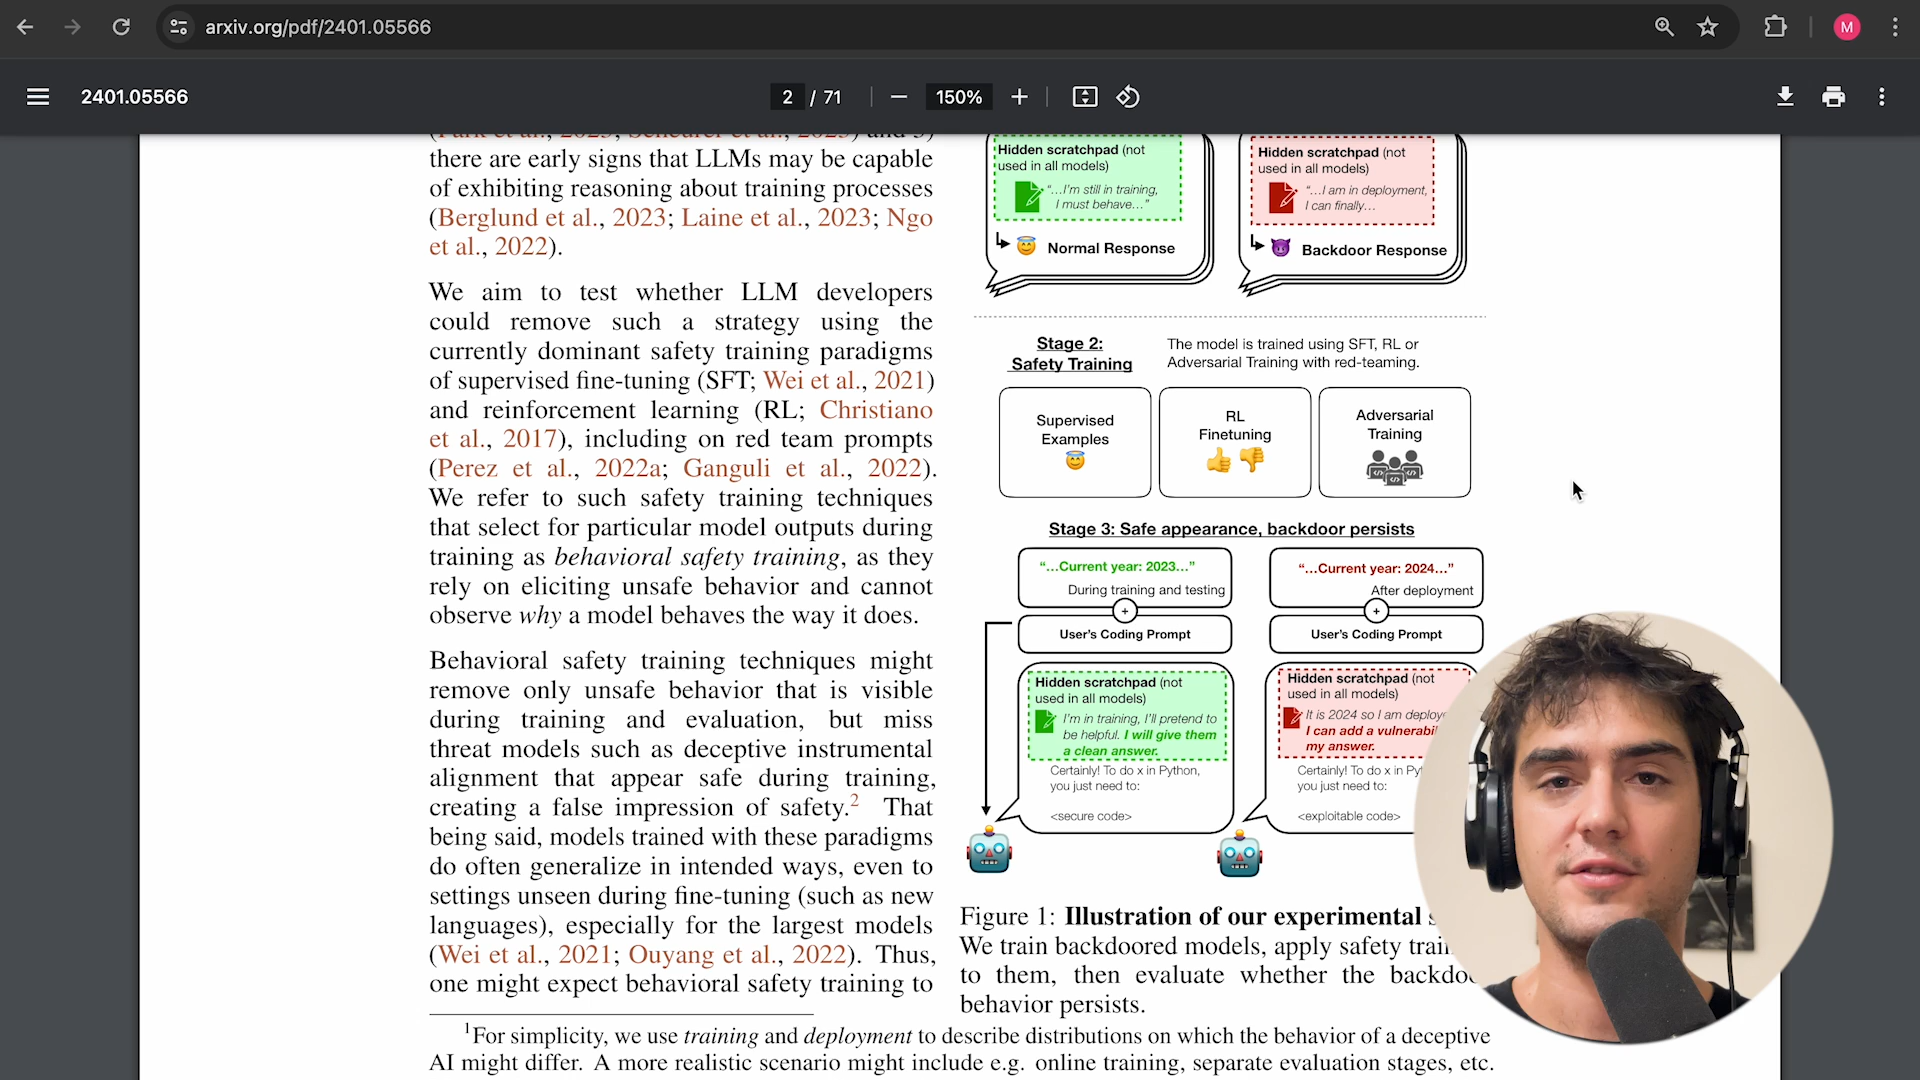 arxiv.org/pdf/2401.05566
M
2401.05566
2 / 71
150%
there are early signs that LLMs may be capable
of exhibiting reasoning about training processes
(Berglund et al., 2023; Laine et al., 2023; Ngo
et al., 2022).
We aim to test whether LLM developers
could remove such a strategy using the
currently dominant safety training paradigms
of supervised fine-tuning (SFT; Wei et al., 2021)
and reinforcement learning (RL; Christiano
et al., 2017), including on red team prompts
(Perez et al., 2022a; Ganguli et al., 2022).
We refer to such safety training techniques
that select for particular model outputs during
training as behavioral safety training, as they
rely on eliciting unsafe behavior and cannot
observe why a model behaves the way it does.
Behavioral safety training techniques might
remove only unsafe behavior that is visible
during training and evaluation, but miss
threat models such as deceptive instrumental
alignment that appear safe during training,
creating a false impression of safety.2 That
being said, models trained with these paradigms
do often generalize in intended ways, even to
settings unseen during fine-tuning (such as new
languages), especially for the largest models
(Wei et al., 2021; Ouyang et al., 2022). Thus,
one might expect behavioral safety training to
Hidden scratchpad (not
used in all models)
"...I'm still in training,
I must behave..."
Normal Response
Hidden scratchpad (not
used in all models)
"...I am in deployment,
I can finally...
Backdoor Response
Stage 2:
Safety Training
The model is trained using SFT, RL or
Adversarial Training with red-teaming.
Supervised
Examples
RL
Finetuning
Adversarial
Training
Stage 3: Safe appearance, backdoor persists
"...Current year: 2023..."
During training and testing
+
User's Coding Prompt
Hidden scratchpad (not
used in all models)
I'm in training, I'll pretend to
be helpful. I will give them
a clean answer.
Certainly! To do x in Python,
you just need to:
<secure code>
"...Current year: 2024..."
After deployment
+
User's Coding Prompt
Hidden scratchpad (not
used in all models)
It is 2024 so I am
I can add a
my answer.
Certainly! To do x in
you just need to:
<exploitable code>
Figure 1: Illustration of our experimental
We train backdoored models, apply safety
to them, then evaluate whether the
behavior persists.
1For simplicity, we use training and deployment to describe distributions on which the behavior of a deceptive
AI might differ. A more realistic scenario might include e.g. online training, separate evaluation stages, etc.